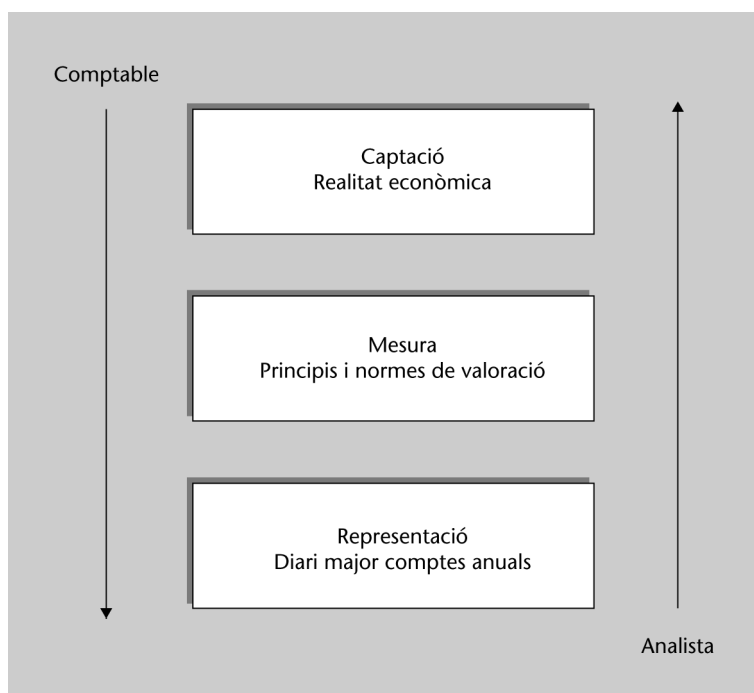 Comptable
Captació
Realitat econòmica
Mesura
Principis i normes de valoració
Representació
Diari major comptes anuals
Analista